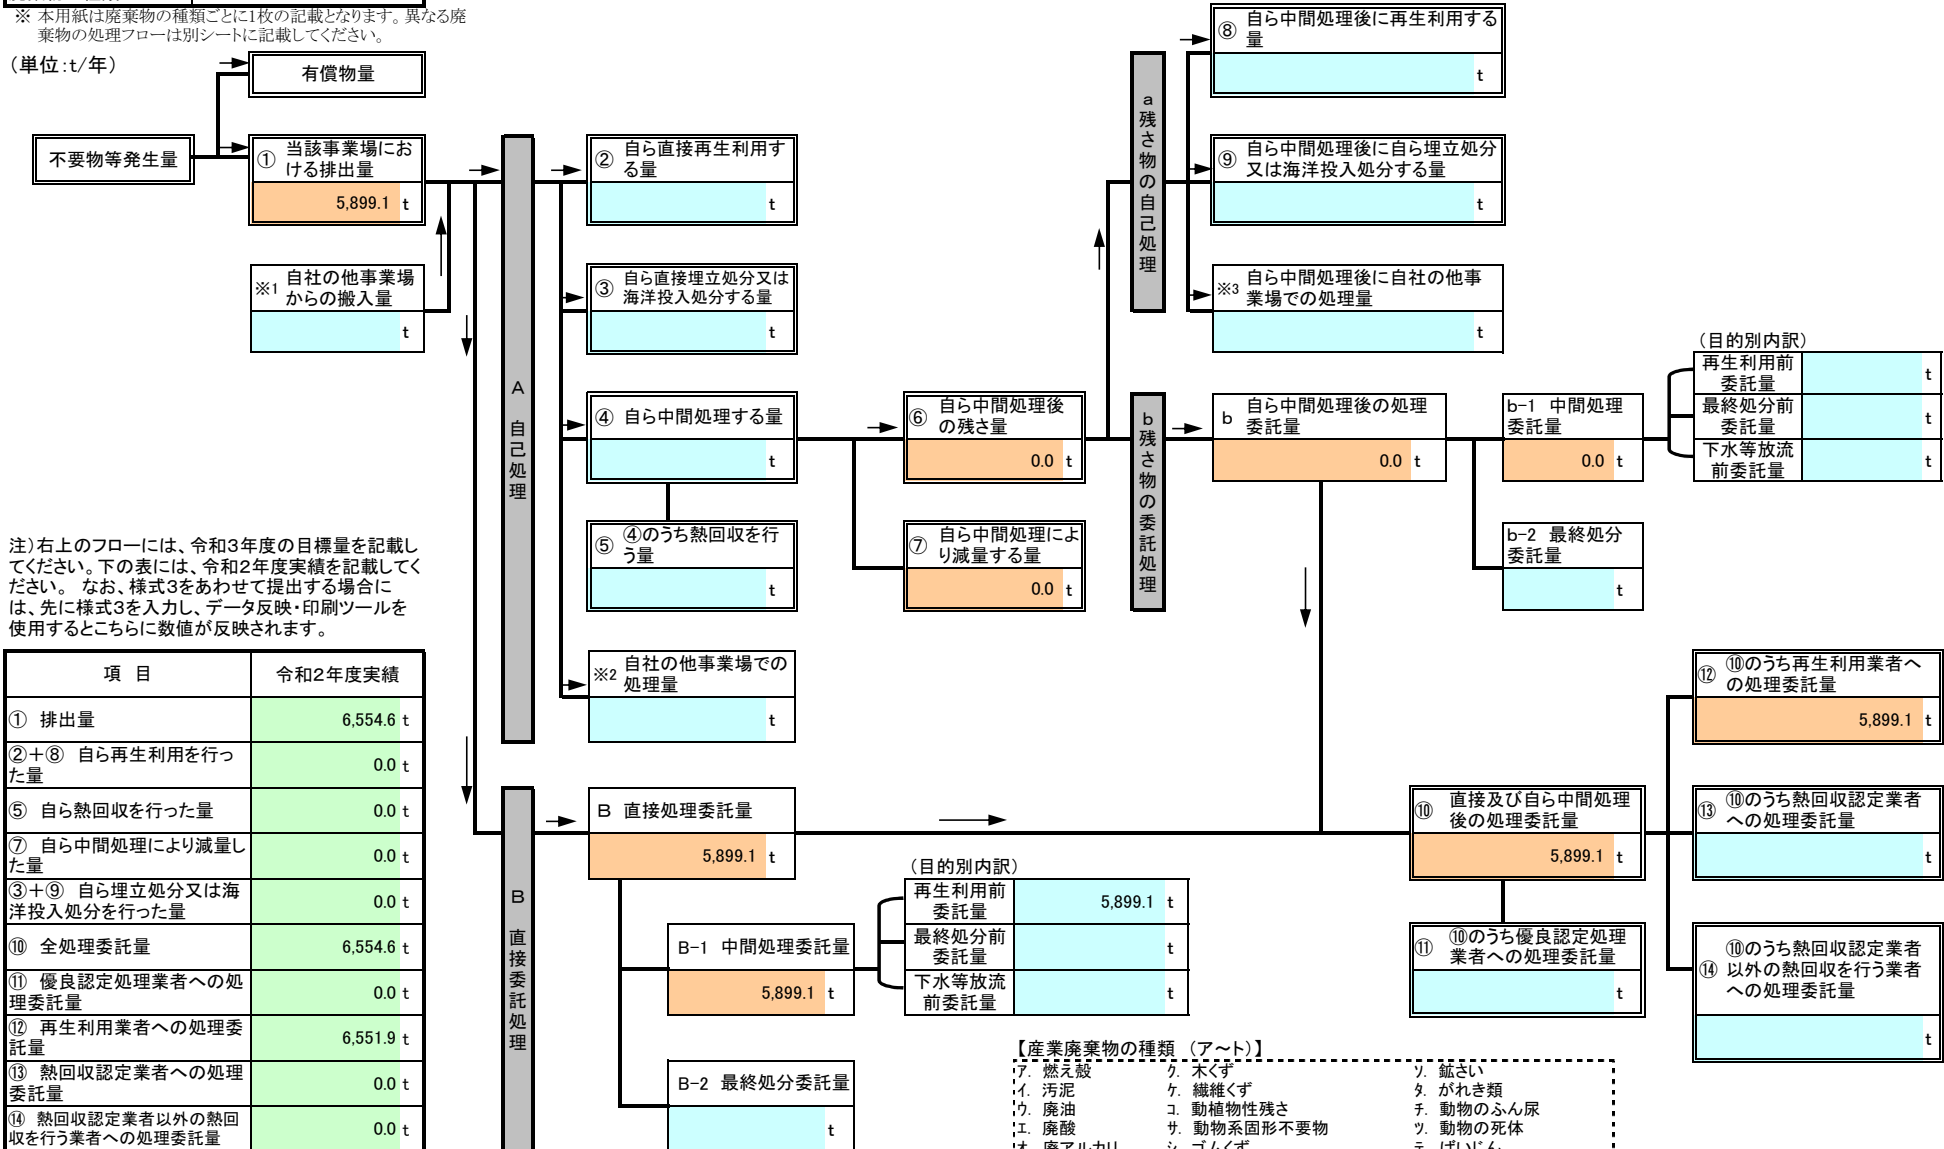 ※ 本用紙は廃棄物の種類ごとに1枚の記載となります。異なる廃
棄物の処理フローは別シートに記載してください。
（単位：t/年）
有償物量
不要物等発生量
① 当該事業場にお
ける排出量
5,899.1 t
※1 自社の他事業場
からの搬入量
t
A 自己処理
② 自ら直接再生利用す
る量
t
③ 自ら直接埋立処分又は
海洋投入処分する量
t
④ 自ら中間処理する量
t
⑤ ④のうち熱回収を行
う量
t
※2 自社の他事業場での
処理量
t
⑥ 自ら中間処理後
の残さ量
0.0 t
⑦ 自ら中間処理によ
り減量する量
0.0 t
a 残さ物の自己処理
⑧ 自ら中間処理後に再生利用する
量
t
⑨ 自ら中間処理後に自ら埋立処分
又は海洋投入処分する量
t
※3 自ら中間処理後に自社の他事
業場での処理量
t
b 残さ物の委託処理
b 自ら中間処理後の処理
委託量
0.0 t
b-1 中間処理
委託量
0.0 t
（目的別内訳）
再生利用前
委託量
t
最終処分前
委託量
t
下水等放流
前委託量
t
b-2 最終処分
委託量
t
注）右上のフローには、令和3年度の目標量を記載し
てください。下の表には、令和2年度実績を記載してく
ださい。 なお、様式3をあわせて提出する場合に
は、先に様式3を入力し、データ反映・印刷ツールを
使用するとこちらに数値が反映されます。
項 目 令和2年度実績
① 排出量 6,554.6 t
②＋⑧ 自ら再生利用を行っ
た量
0.0 t
⑤ 自ら熱回収を行った量 0.0 t
⑦ 自ら中間処理により減量し
た量
0.0 t
③＋⑨ 自ら埋立処分又は海
洋投入処分を行った量
0.0 t
⑩ 全処理委託量 6,554.6 t
⑪ 優良認定処理業者への処
理委託量
0.0 t
⑫ 再生利用業者への処理委
託量
6,551.9 t
⑬ 熱回収認定業者への処理
委託量
0.0 t
⑭ 熱回収認定業者以外の熱回
収を行う業者への処理委託量
0.0 t
B 直接委託処理
B 直接処理委託量
5,899.1 t
B-1 中間処理委託量
5,899.1 t
（目的別内訳）
再生利用前
委託量
5,899.1 t
最終処分前
委託量
t
下水等放流
前委託量
t
B-2 最終処分委託量
t
⑩ 直接及び自ら中間処理
後の処理委託量
5,899.1 t
⑪ ⑩のうち優良認定処理
業者への処理委託量
t
⑫ ⑩のうち再生利用業者へ
の処理委託量
5,899.1 t
⑬ ⑩のうち熱回収認定業者
への処理委託量
t
⑭ ⑩のうち熱回収認定業者
以外の熱回収を行う業者
への処理委託量
t
【産業廃棄物の種類 （ア～ト）】
ア. 燃え殻 ク. 木くず ソ. 鉱さい
イ. 汚泥 ケ. 繊維くず タ. がれき類
ウ. 廃油 コ. 動植物性残さ チ. 動物のふん尿
エ. 廃酸 サ. 動物系固形不要物 ツ. 動物の死体
オ. 廃アルカリ シ. ゴムくず テ. ばいじん